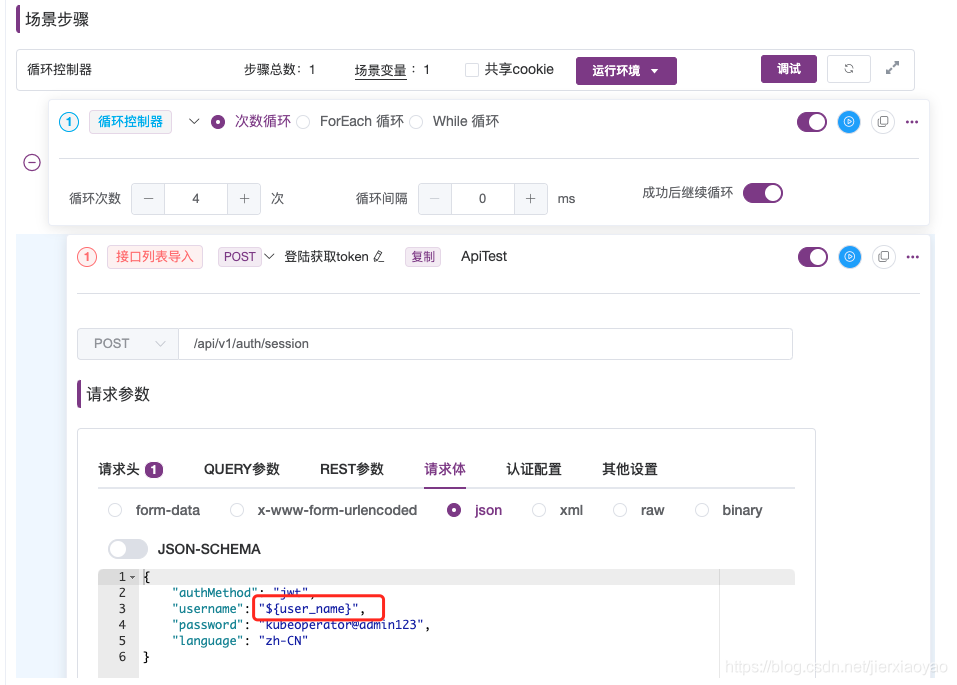 场景步骤
循环控制器 步骤总数: 1 场景变量 : 1 共享cookie 运行环境 调试
1 循环控制器 次数循环 ForEach 循环 While 循环
循环次数 — 4 + 次 循环间隔 — 0 + ms 成功后继续循环
1 接口列表导入 POST 登陆获取token 复制 ApiTest
POST /api/v1/auth/session
请求参数
请求头 1 QUERY参数 REST参数 请求体 认证配置 其他设置
form-data x-www-form-urlencoded json xml raw binary
JSON-SCHEMA
1 {
2 "authMethod": "jwt",
3 "username": "${user_name}",
4 "password": "kubeoperator@admin123",
5 "language": "zh-CN"
6 }
https://blog.csdn.net/jierxiaoyao